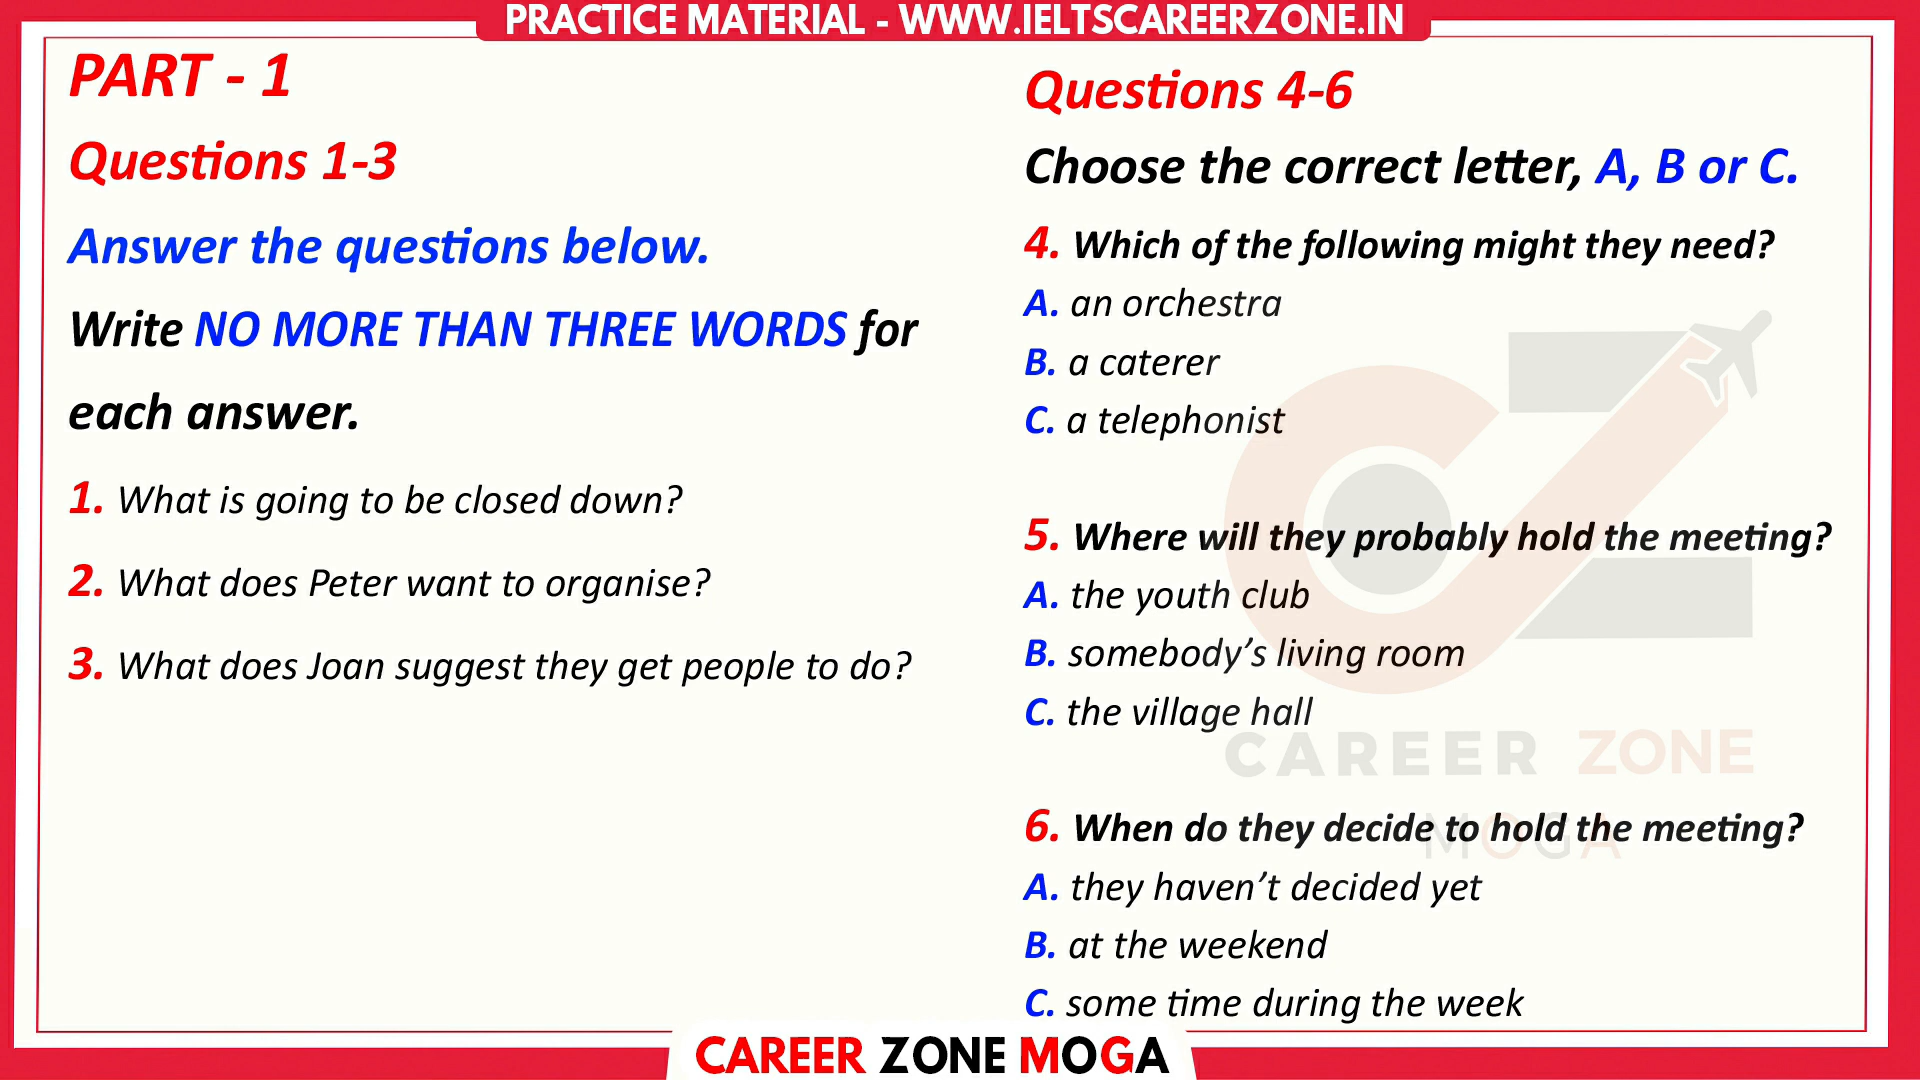 PRACTICE MATERIAL - WWW.IELTSCAREERZONE.IN
PART - 1
Questions 1-3
Answer the questions below.
Write NO MORE THAN THREE WORDS for
each answer.
1. What is going to be closed down?
2. What does Peter want to organise?
3. What does Joan suggest they get people to do?
Questions 4-6
Choose the correct letter, A, B or C.
4. Which of the following might they need?
A. an orchestra
B. a caterer
C. a telephonist
5. Where will they probably hold the meeting?
A. the youth club
B. somebody’s living room
C. the village hall
CAREER ZONE
MOGA
6. When do they decide to hold the meeting?
A. they haven’t decided yet
B. at the weekend
C. some time during the week
CAREER ZONE MOGA